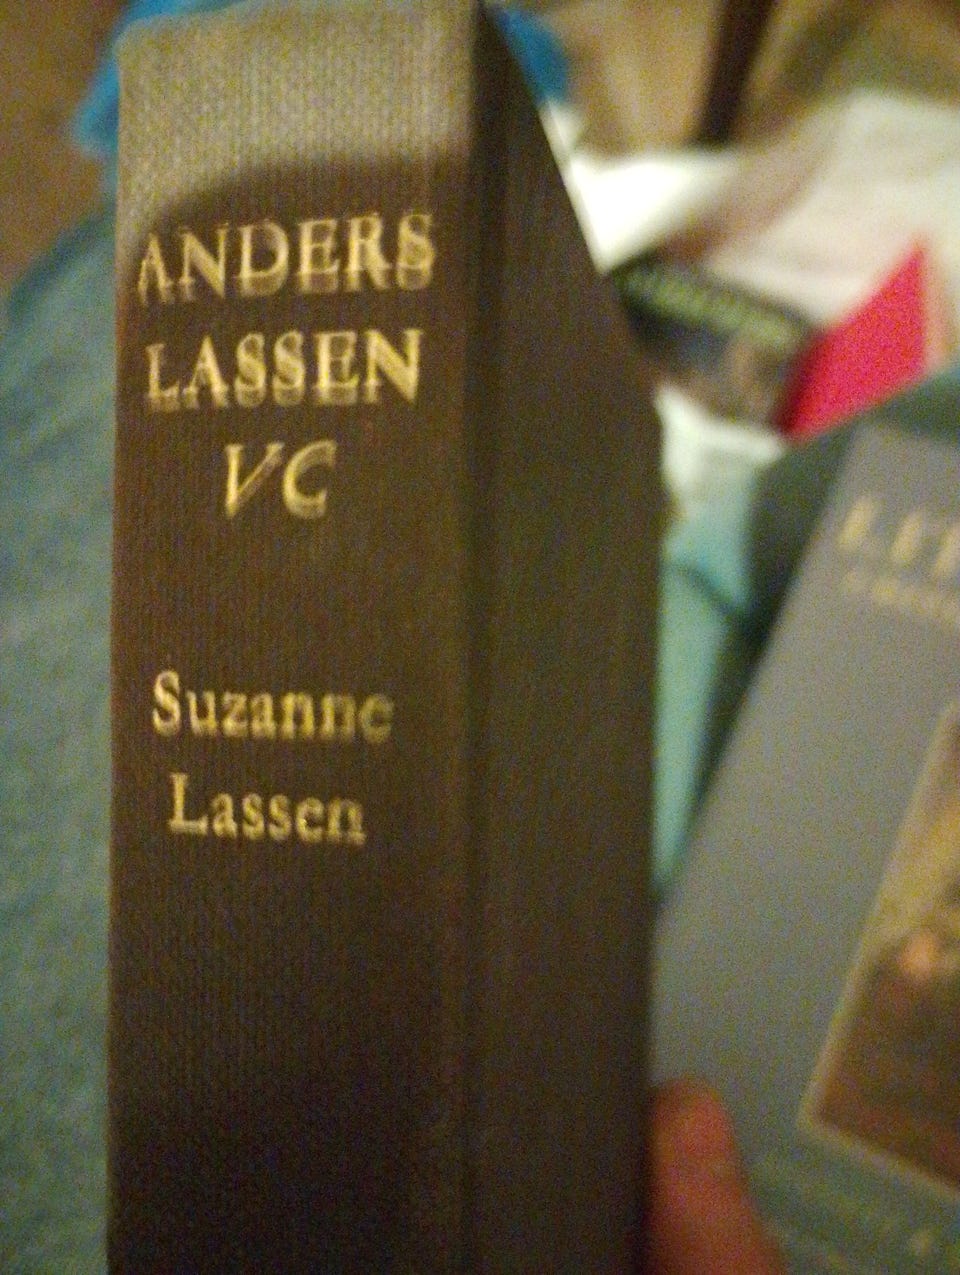 ANDERS
LASSEN
VC
Suzanne
Lassen